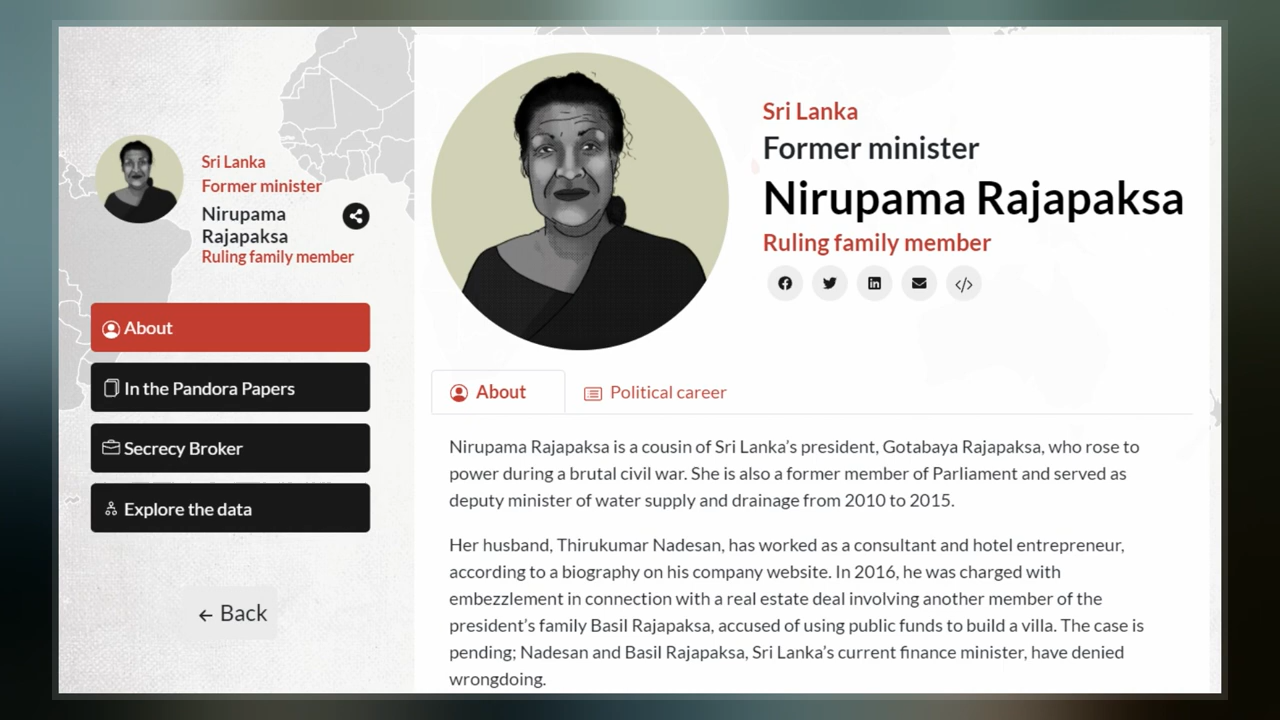 Sri Lanka
Former minister
Nirupama
Rajapaksa
Ruling family member
About
In the Pandora Papers
Secrecy Broker
Explore the data
← Back
Sri Lanka
Former minister
Nirupama Rajapaksa
Ruling family member
About
Political career
Nirupama Rajapaksa is a cousin of Sri Lanka’s president, Gotabaya Rajapaksa, who rose to
power during a brutal civil war. She is also a former member of Parliament and served as
deputy minister of water supply and drainage from 2010 to 2015.
Her husband, Thirukumar Nadesan, has worked as a consultant and hotel entrepreneur,
according to a biography on his company website. In 2016, he was charged with
embezzlement in connection with a real estate deal involving another member of the
president’s family Basil Rajapaksa, accused of using public funds to build a villa. The case is
pending; Nadesan and Basil Rajapaksa, Sri Lanka’s current finance minister, have denied
wrongdoing.